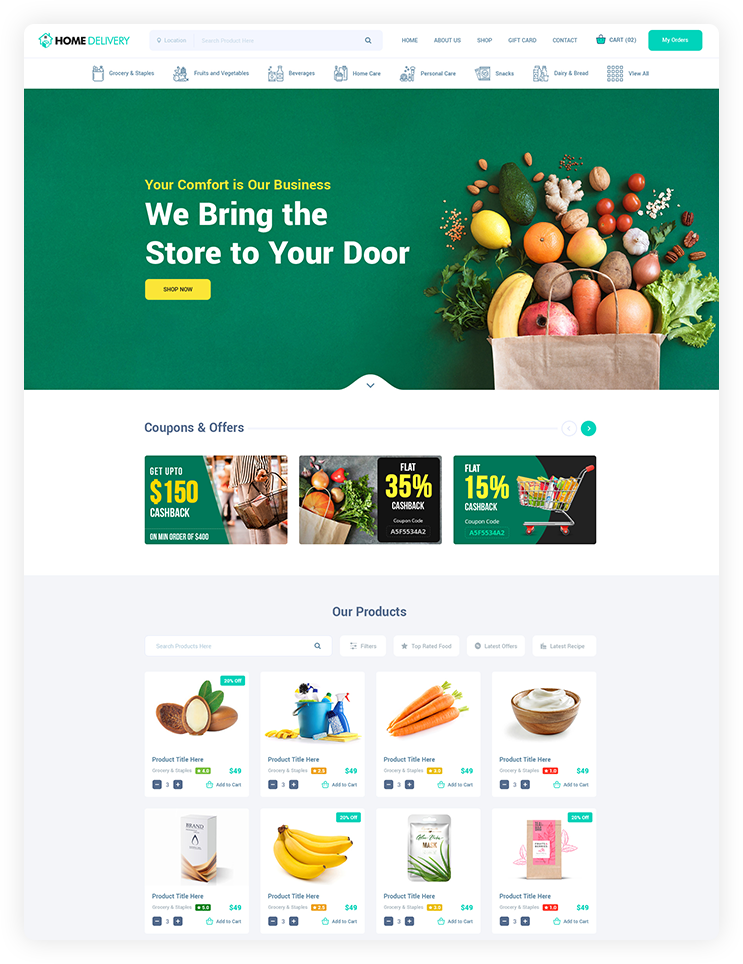 HOME DELIVERY
Location
Search Product Here
HOME
ABOUT US
SHOP
GIFT CARD
CONTACT
CART (02)
My Orders
Grocery & Staples
Fruits and Vegetables
Beverages
Home Care
Personal Care
Snacks
Dairy & Bread
View All
Your Comfort is Our Business
We Bring the
Store to Your Door
SHOP NOW
Coupons & Offers
GET UPTO
$150
CASHBACK
ON MIN ORDER OF $400
FLAT
35%
CASHBACK
Coupon Code
A5F5534A2
FLAT
15%
CASHBACK
Coupon Code
A5F5534A2
Our Products
Search Products Here
Filters
Top Rated Food
Latest Offers
Latest Recipe
20% Off
Product Title Here
Grocery & Staples
4.0
$49
3
Add to Cart
Product Title Here
Grocery & Staples
$49
3
Add to Cart
Product Title Here
Grocery & Staples
$49
3
Add to Cart
Product Title Here
Grocery & Staples
1.0
$49
3
Add to Cart
BRAND
Product Title Here
Grocery & Staples
5.0
$49
3
Add to Cart
20% Off
Product Title Here
Grocery & Staples
$49
3
Add to Cart
MASK
Product Title Here
Grocery & Staples
$49
3
Add to Cart
20% Off
Product Title Here
Grocery & Staples
1.0
$49
3
Add to Cart